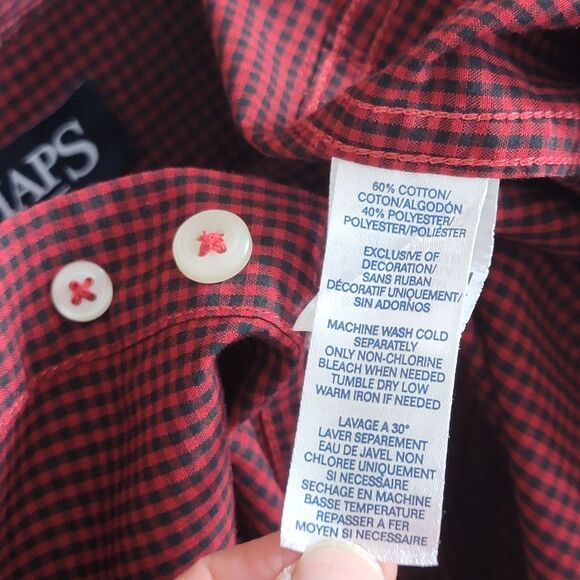 HAPS
60% COTTON/
COTON/ALGODÓN
40% POLYESTER/
POLYESTER/POLIÉSTER
EXCLUSIVE OF
DECORATION/
SANS RUBAN
DÉCORATIF UNIQUEMENT/
SIN ADORNOS
MACHINE WASH COLD
SEPARATELY
ONLY NON-CHLORINE
BLEACH WHEN NEEDED
TUMBLE DRY LOW
WARM IRON IF NEEDED
LAVAGE A 30°
LAVER SEPAREMENT
EAU DE JAVEL NON
CHLOREE UNIQUEMENT
SI NECESSAIRE
SECHAGE EN MACHINE
BASSE TEMPERATURE
REPASSER A FER
MOYEN SI NECESSAIRE